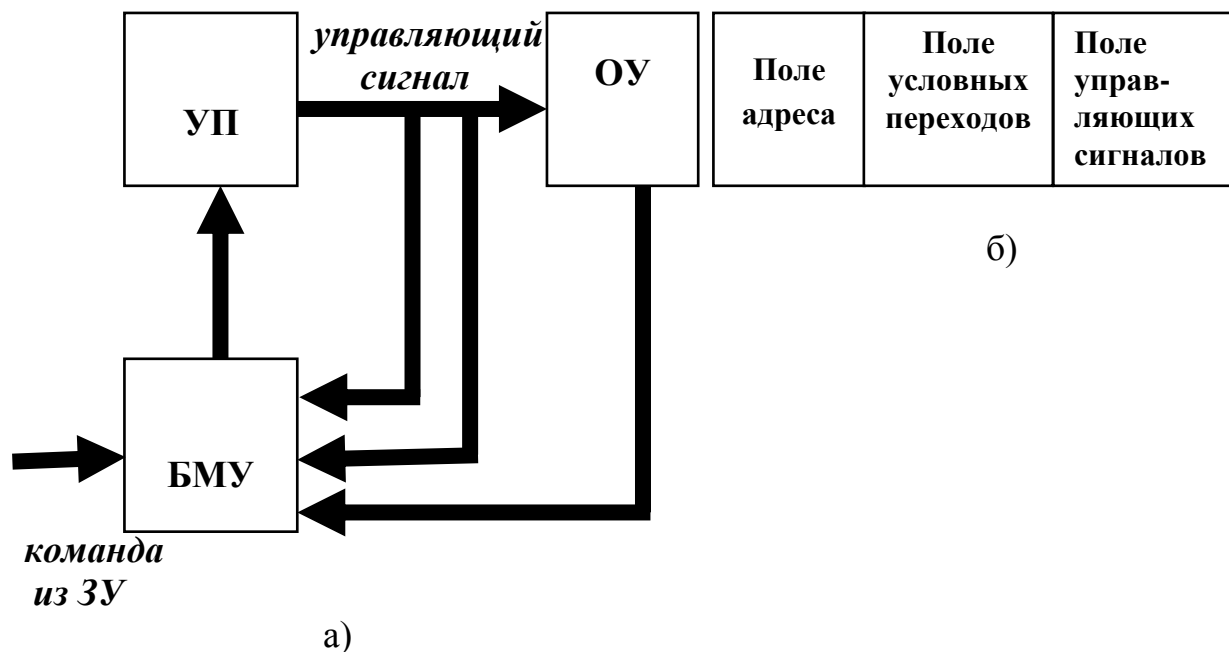 управляющий
сигнал
УП
ОУ
Поле
адреса
Поле
условных
переходов
Поле
управ-
ляющих
сигналов
б)
БМУ
команда
из ЗУ
а)